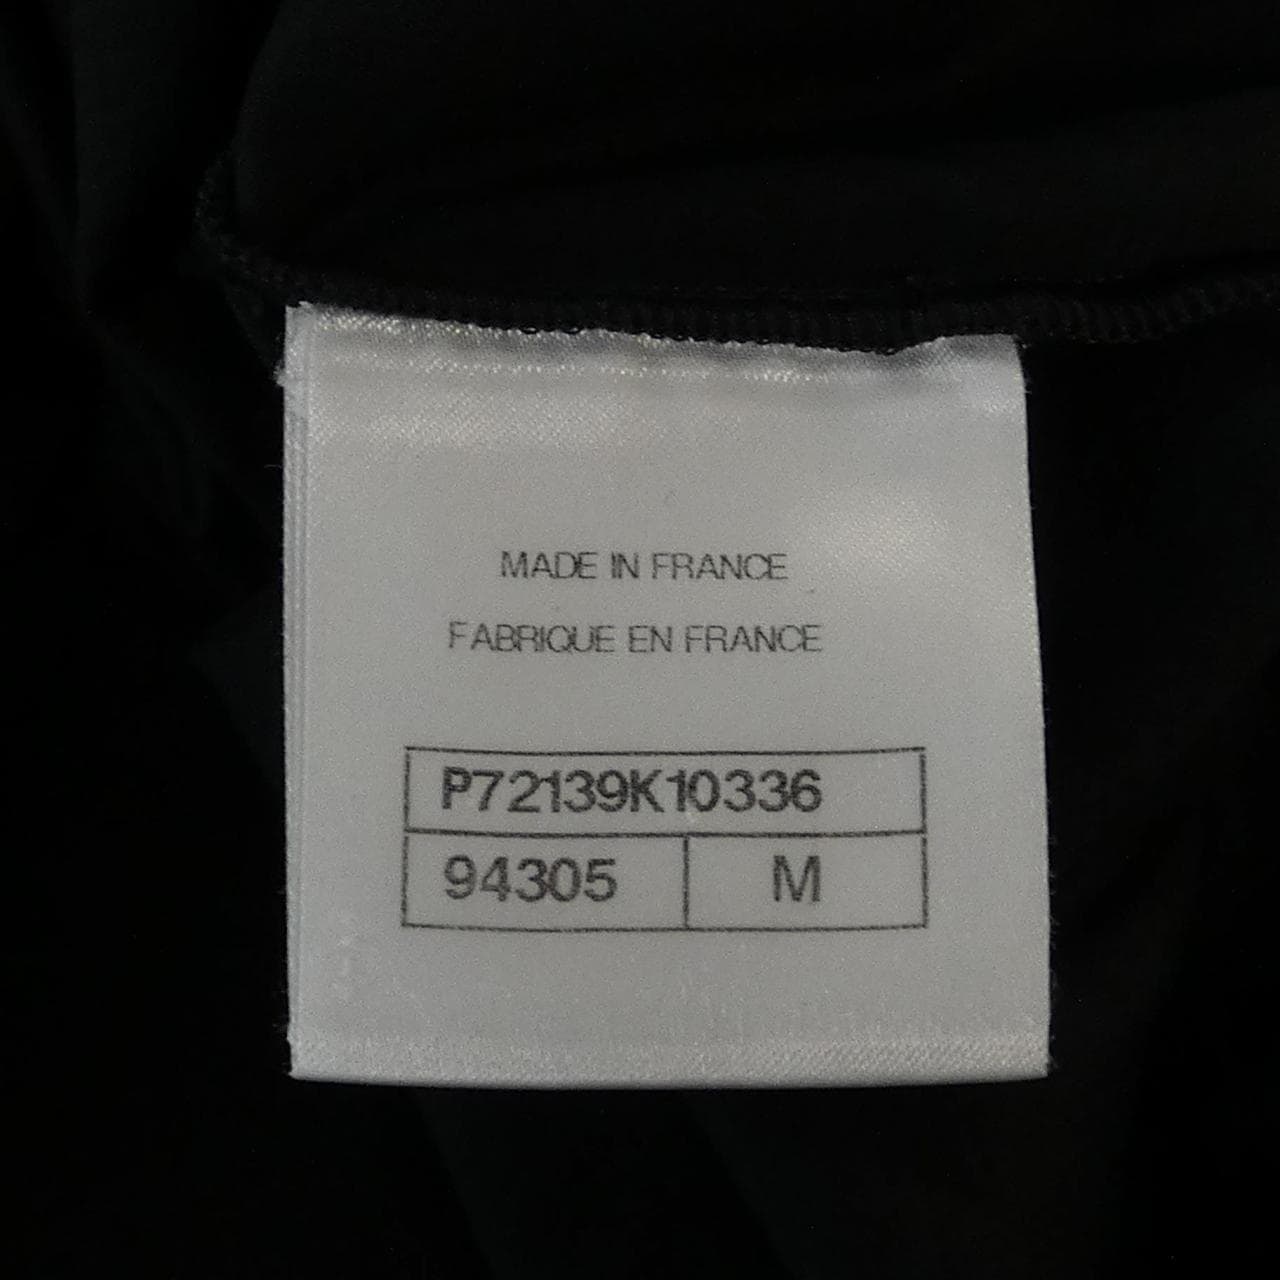 MADE IN FRANCE
FABRIQUE EN FRANCE
P72139K10336
94305 M